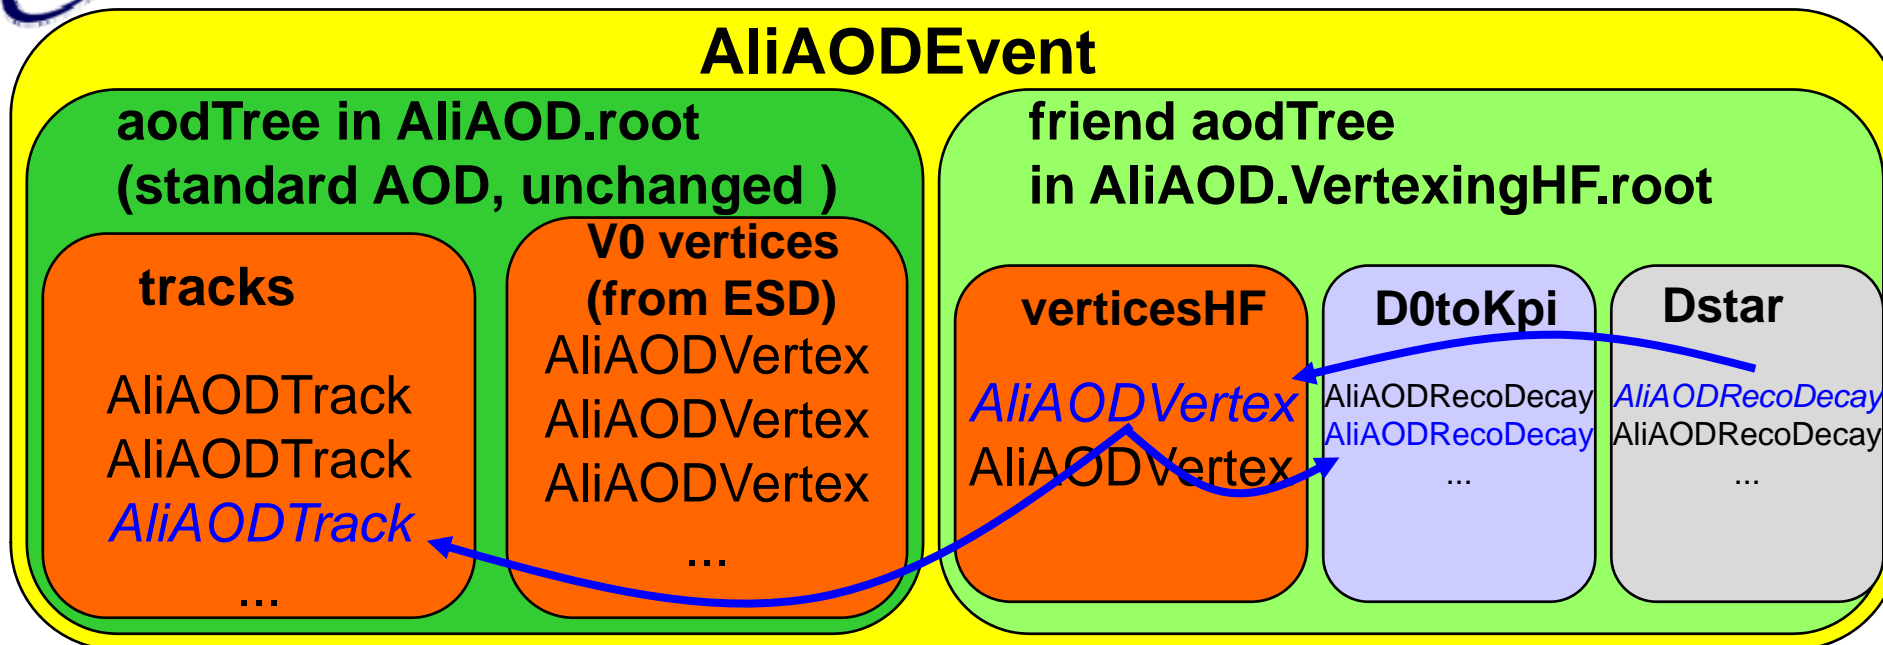 AliAODEvent
aodTree in AliAOD.root
(standard AOD, unchanged )
tracks
AliAODTrack
AliAODTrack
AliAODTrack
...
V0 vertices
(from ESD)
AliAODVertex
AliAODVertex
AliAODVertex
...
friend aodTree
in AliAOD.VertexingHF.root
verticesHF
AliAODVertex
AliAODVertex
D0toKpi
AliAODRecoDecay
AliAODRecoDecay
...
Dstar
AliAODRecoDecay
AliAODRecoDecay
...